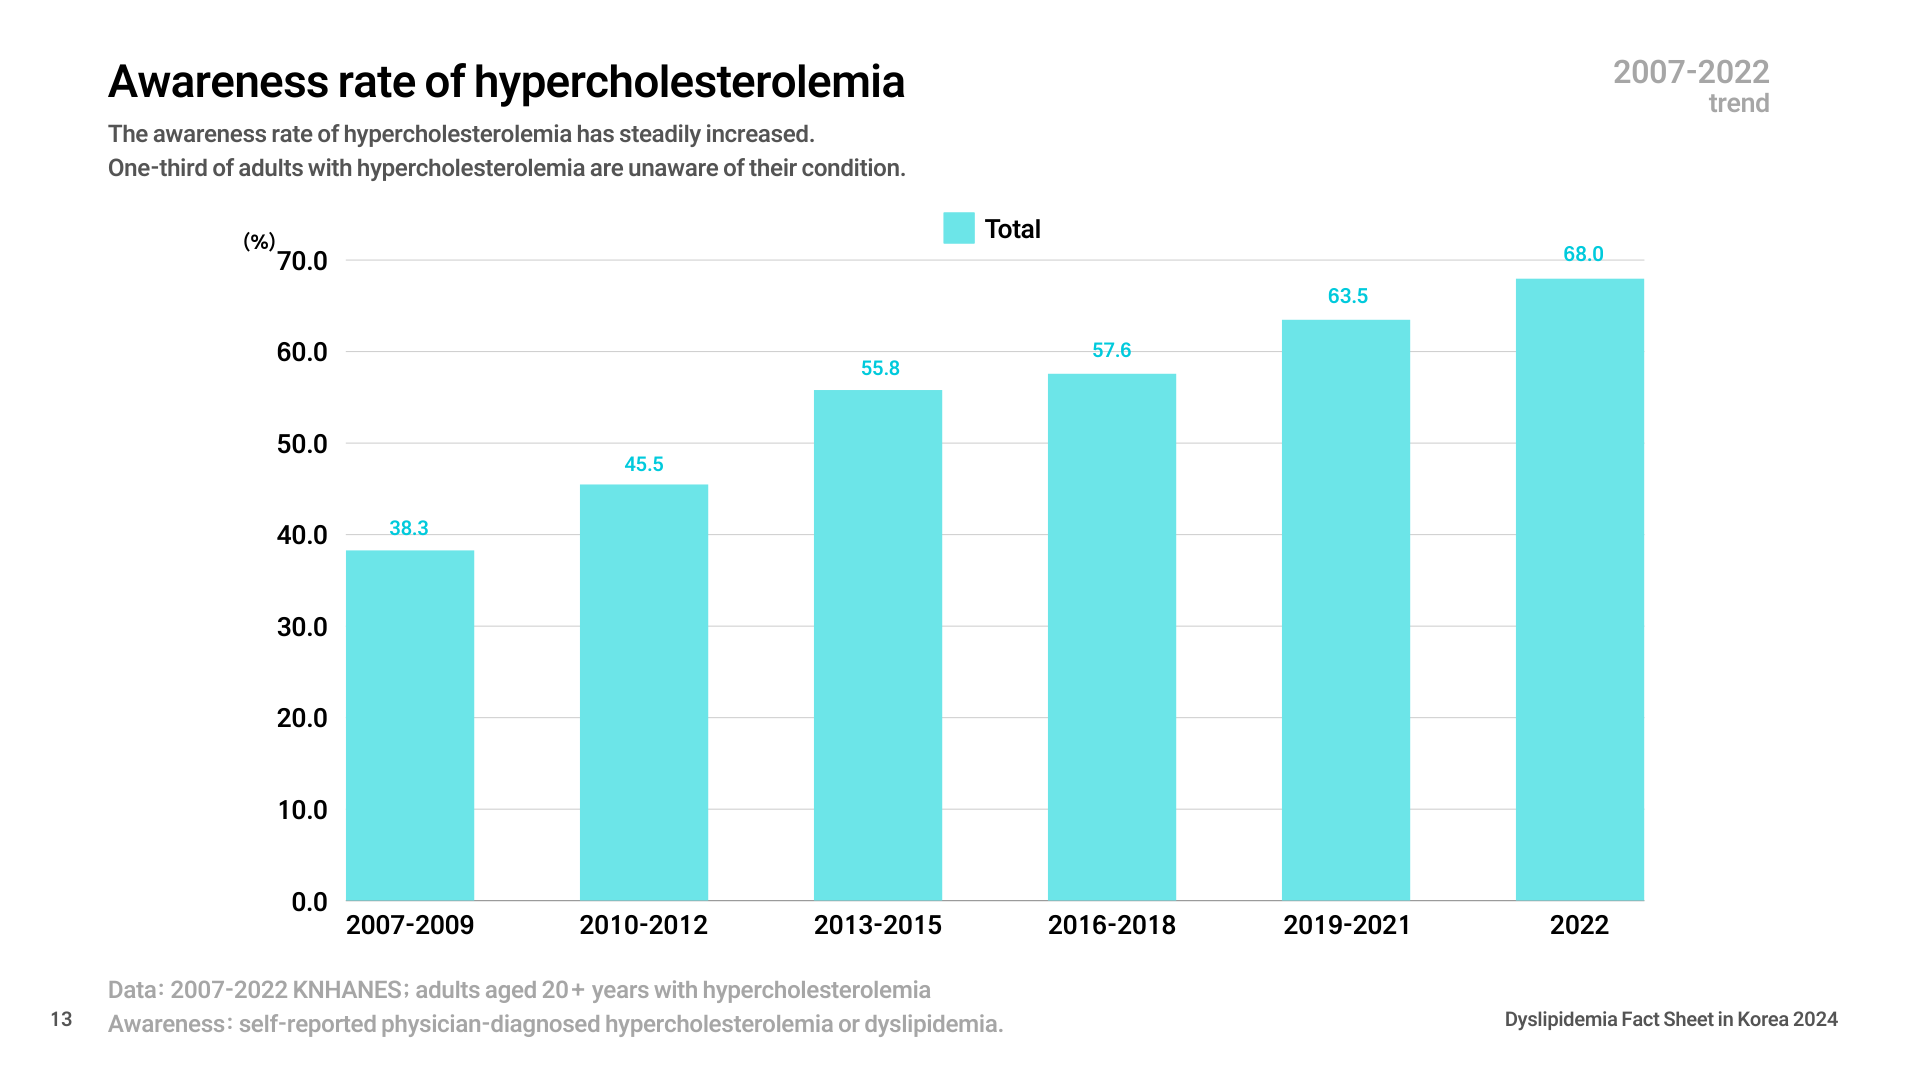 Awareness rate of hypercholesterolemia
2007-2022
trend
The awareness rate of hypercholesterolemia has steadily increased.
One-third of adults with hypercholesterolemia are unaware of their condition.
Total
(%)
70.0
60.0
50.0
40.0
30.0
20.0
10.0
0.0
38.3
45.5
55.8
57.6
63.5
68.0
2007-2009
2010-2012
2013-2015
2016-2018
2019-2021
2022
Data: 2007-2022 KNHANES; adults aged 20+ years with hypercholesterolemia
Awareness: self-reported physician-diagnosed hypercholesterolemia or dyslipidemia.
13
Dyslipidemia Fact Sheet in Korea 2024